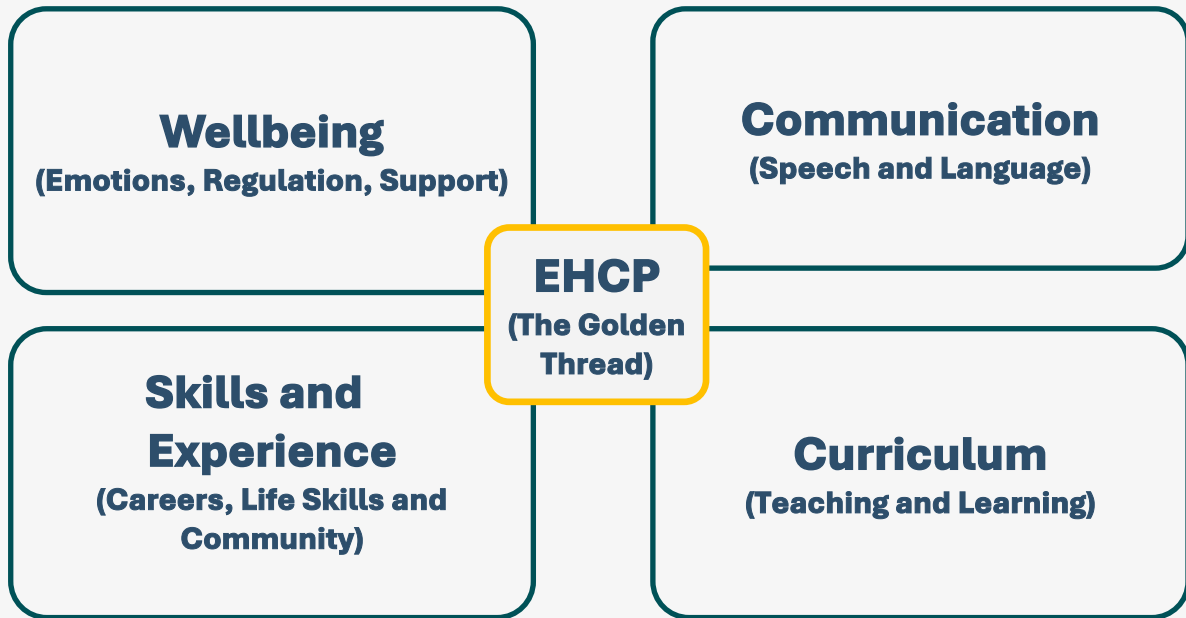 Wellbeing
(Emotions, Regulation, Support)
Communication
(Speech and Language)
EHCP
(The Golden
Thread)
Skills and
Experience
(Careers, Life Skills and
Community)
Curriculum
(Teaching and Learning)